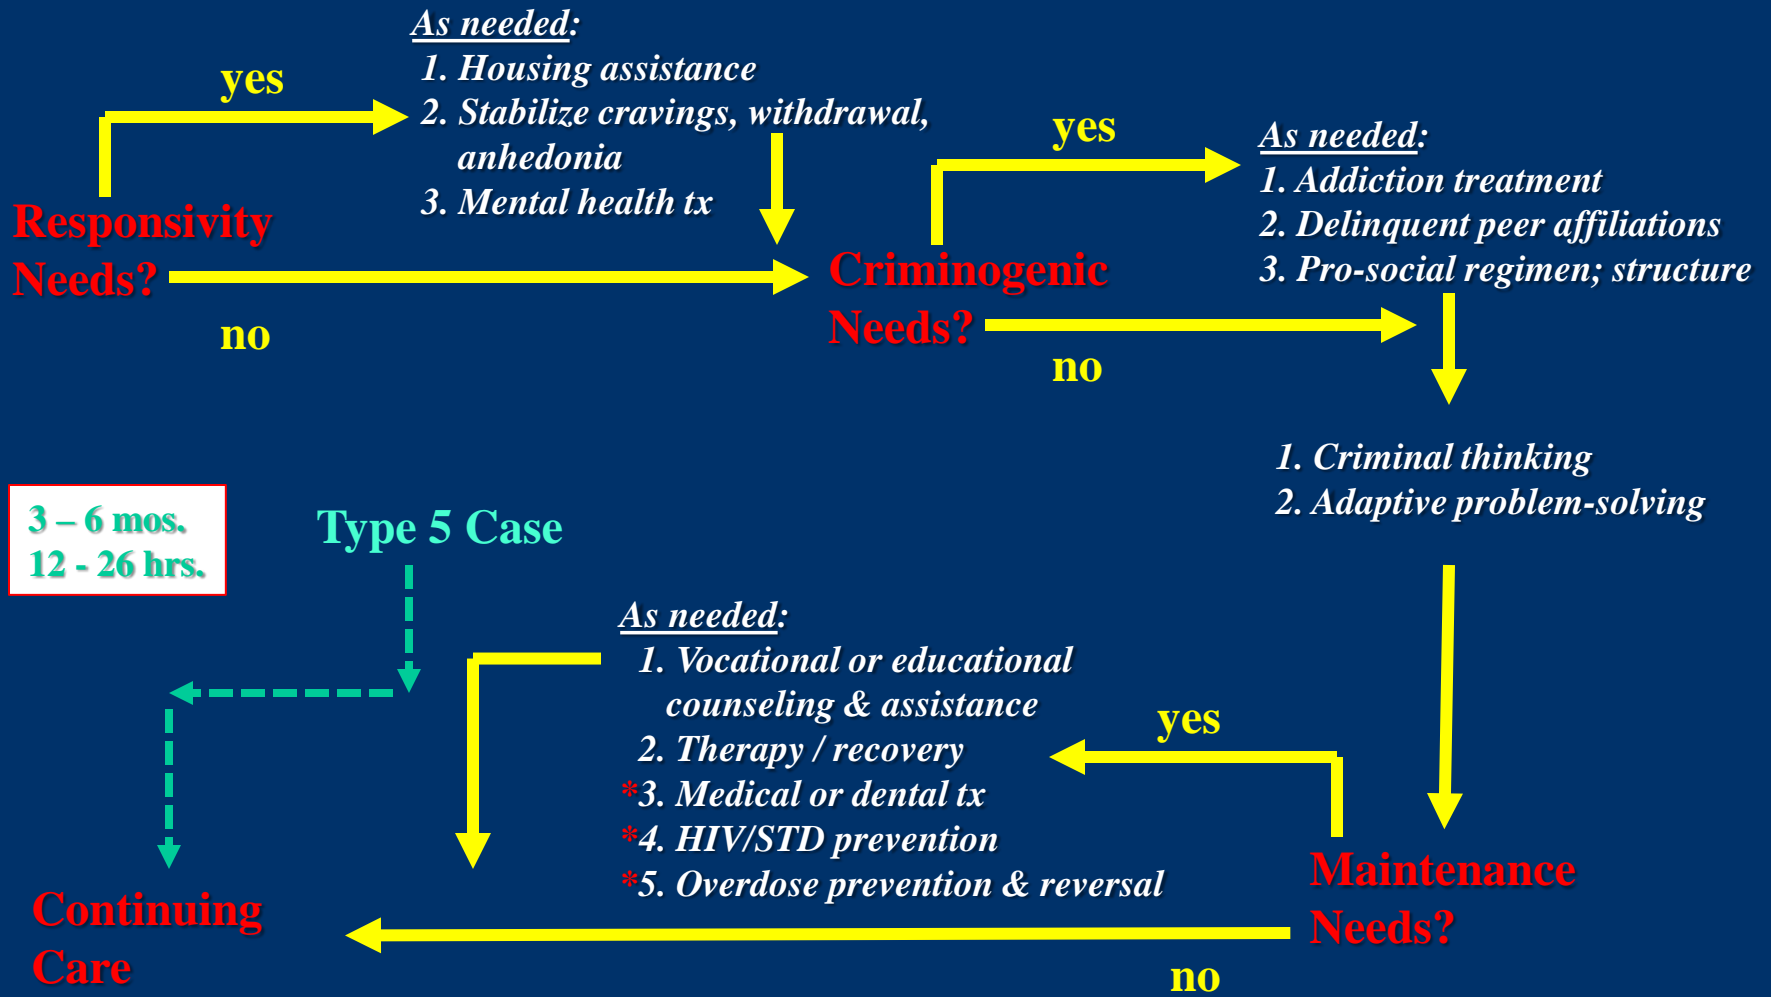 As needed:
1. Housing assistance
2. Stabilize cravings, withdrawal,
anhedonia
3. Mental health tx
yes
Responsivity
Needs?
no
yes
As needed:
1. Addiction treatment
2. Delinquent peer affiliations
3. Pro-social regimen; structure
Criminogenic
Needs?
no
1. Criminal thinking
2. Adaptive problem-solving
3 – 6 mos.
12 - 26 hrs.
Type 5 Case
As needed:
1. Vocational or educational
counseling & assistance
2. Therapy / recovery
*3. Medical or dental tx
*4. HIV/STD prevention
*5. Overdose prevention & reversal
yes
Maintenance
Needs?
no
Continuing
Care